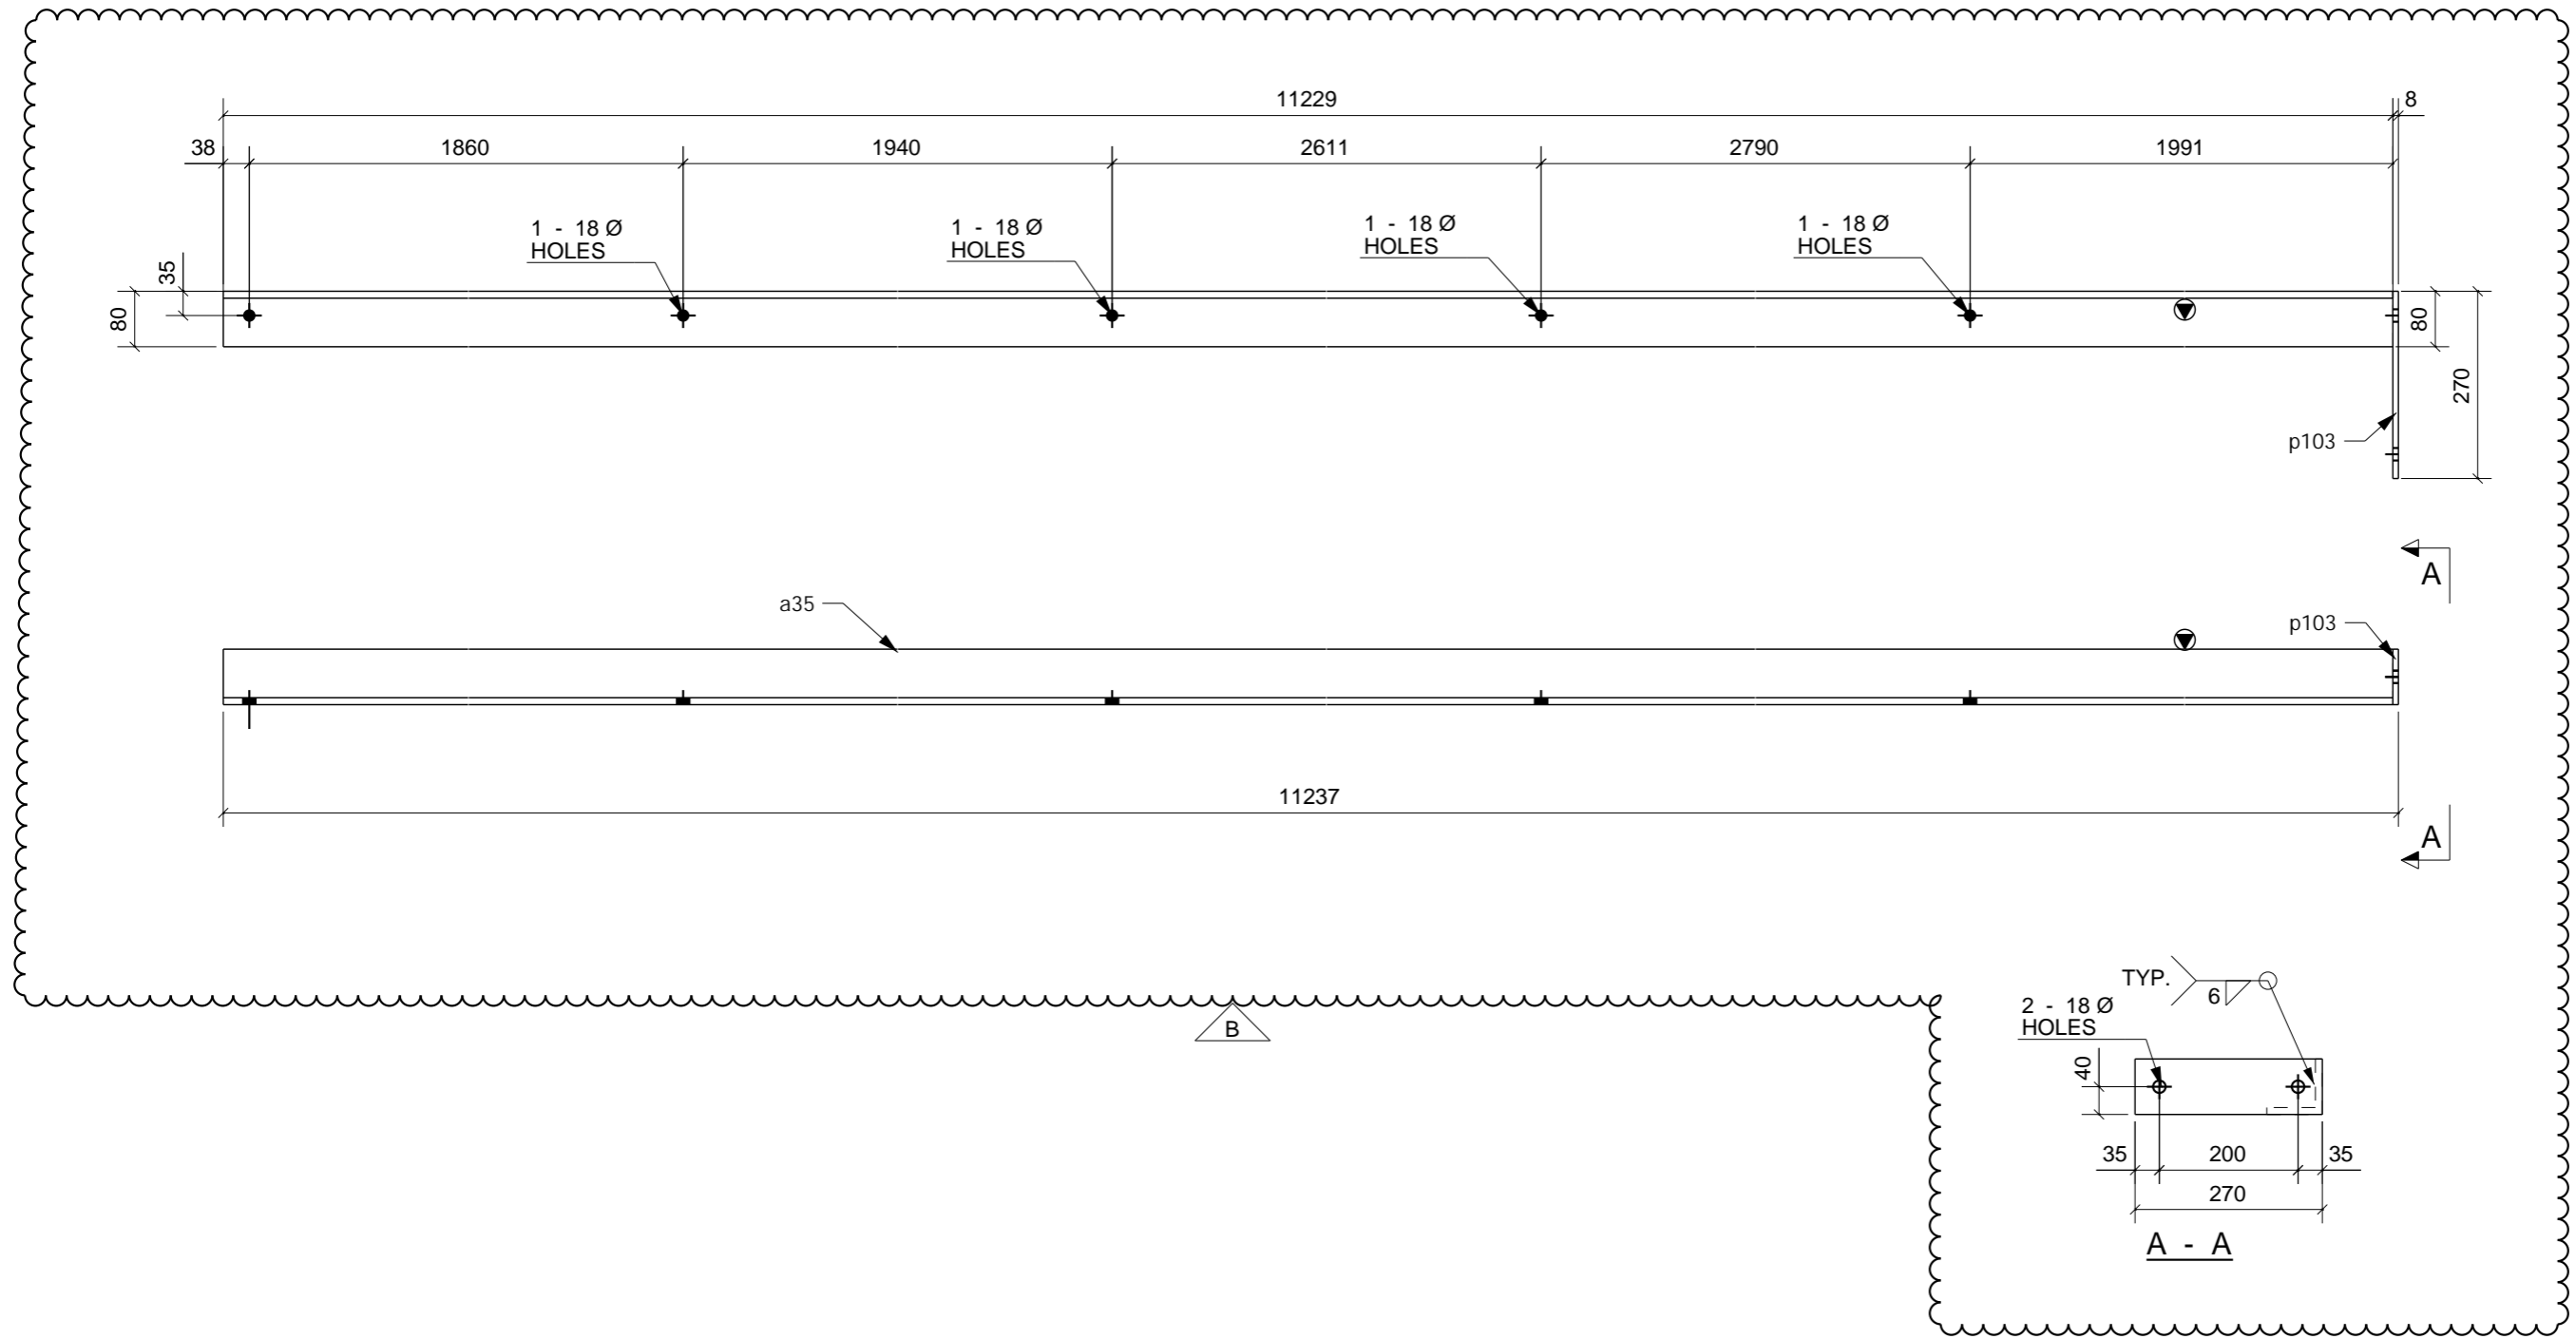 11229
8
38
1860
1940
2611
2790
1991
1 - 18 Ø
HOLES
1 - 18 Ø
HOLES
1 - 18 Ø
HOLES
1 - 18 Ø
HOLES
35
80
80
270
p103
A
a35
p103
11237
A
B
TYP.
6
2 - 18 Ø
HOLES
40
35
200
35
270
A - A